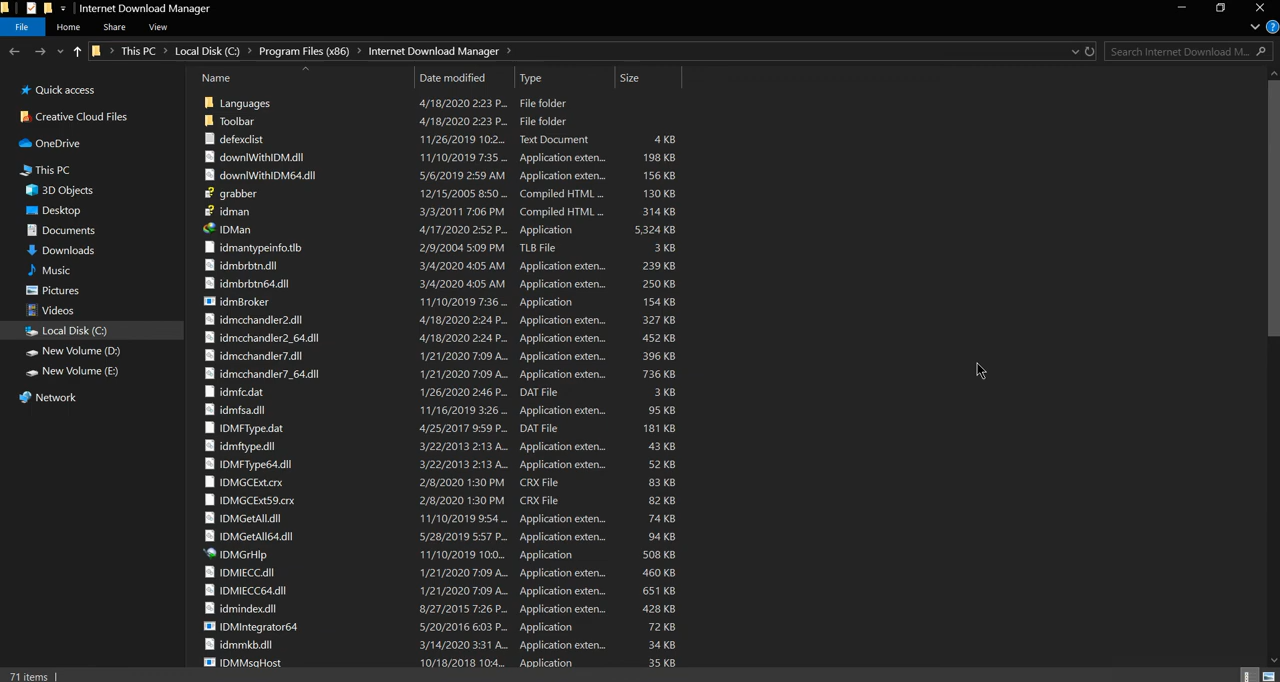 Internet Download Manager
File Home Share View
This PC Local Disk (C:) Program Files (x86) Internet Download Manager Search Internet Download M...
Quick access
Creative Cloud Files
OneDrive
This PC
3D Objects
Desktop
Documents
Downloads
Music
Pictures
Videos
Local Disk (C:)
New Volume (D:)
New Volume (E:)
Network
Name Date modified Type Size
Languages 4/18/2020 2:23 P... File folder
Toolbar 4/18/2020 2:23 P... File folder
defexclist 11/26/2019 10:2... Text Document 4 KB
downlWithIDM.dll 11/10/2019 7:35 ... Application exten... 198 KB
downlWithIDM64.dll 5/6/2019 2:59 AM Application exten... 156 KB
grabber 12/15/2005 8:50 ... Compiled HTML ... 130 KB
idman 3/3/2011 7:06 PM Compiled HTML ... 314 KB
IDMan 4/17/2020 2:52 P... Application 5,324 KB
idmantypeinfo.tlb 2/9/2004 5:09 PM TLB File 3 KB
idmbrbtn.dll 3/4/2020 4:05 AM Application exten... 239 KB
idmbrbtn64.dll 3/4/2020 4:05 AM Application exten... 250 KB
idmBroker 11/10/2019 7:36 ... Application 154 KB
idmcchandler2.dll 4/18/2020 2:24 P... Application exten... 327 KB
idmcchandler2_64.dll 4/18/2020 2:24 P... Application exten... 452 KB
idmcchandler7.dll 1/21/2020 7:09 A... Application exten... 396 KB
idmcchandler7_64.dll 1/21/2020 7:09 A... Application exten... 736 KB
idmfc.dat 1/26/2020 2:46 P... DAT File 3 KB
idmfsa.dll 11/16/2019 3:26 ... Application exten... 95 KB
IDMFType.dat 4/25/2017 9:59 P... DAT File 181 KB
idmftype.dll 3/22/2013 2:13 A... Application exten... 43 KB
IDMFType64.dll 3/22/2013 2:13 A... Application exten... 52 KB
IDMGCExt.crx 2/8/2020 1:30 PM CRX File 83 KB
IDMGCExt59.crx 2/8/2020 1:30 PM CRX File 82 KB
IDMGetAll.dll 11/10/2019 9:54 ... Application exten... 74 KB
IDMGetAll64.dll 5/28/2019 5:57 P... Application exten... 94 KB
IDMGrHlp 11/10/2019 10:0... Application 508 KB
IDMIECC.dll 1/21/2020 7:09 A... Application exten... 460 KB
IDMIECC64.dll 1/21/2020 7:09 A... Application exten... 651 KB
idmindex.dll 8/27/2015 7:26 P... Application exten... 428 KB
IDMIntegrator64 5/20/2016 6:03 P... Application 72 KB
idmmkb.dll 3/14/2020 3:31 A... Application exten... 34 KB
IDMMsgHost 10/18/2018 10:4... Application 35 KB
71 items